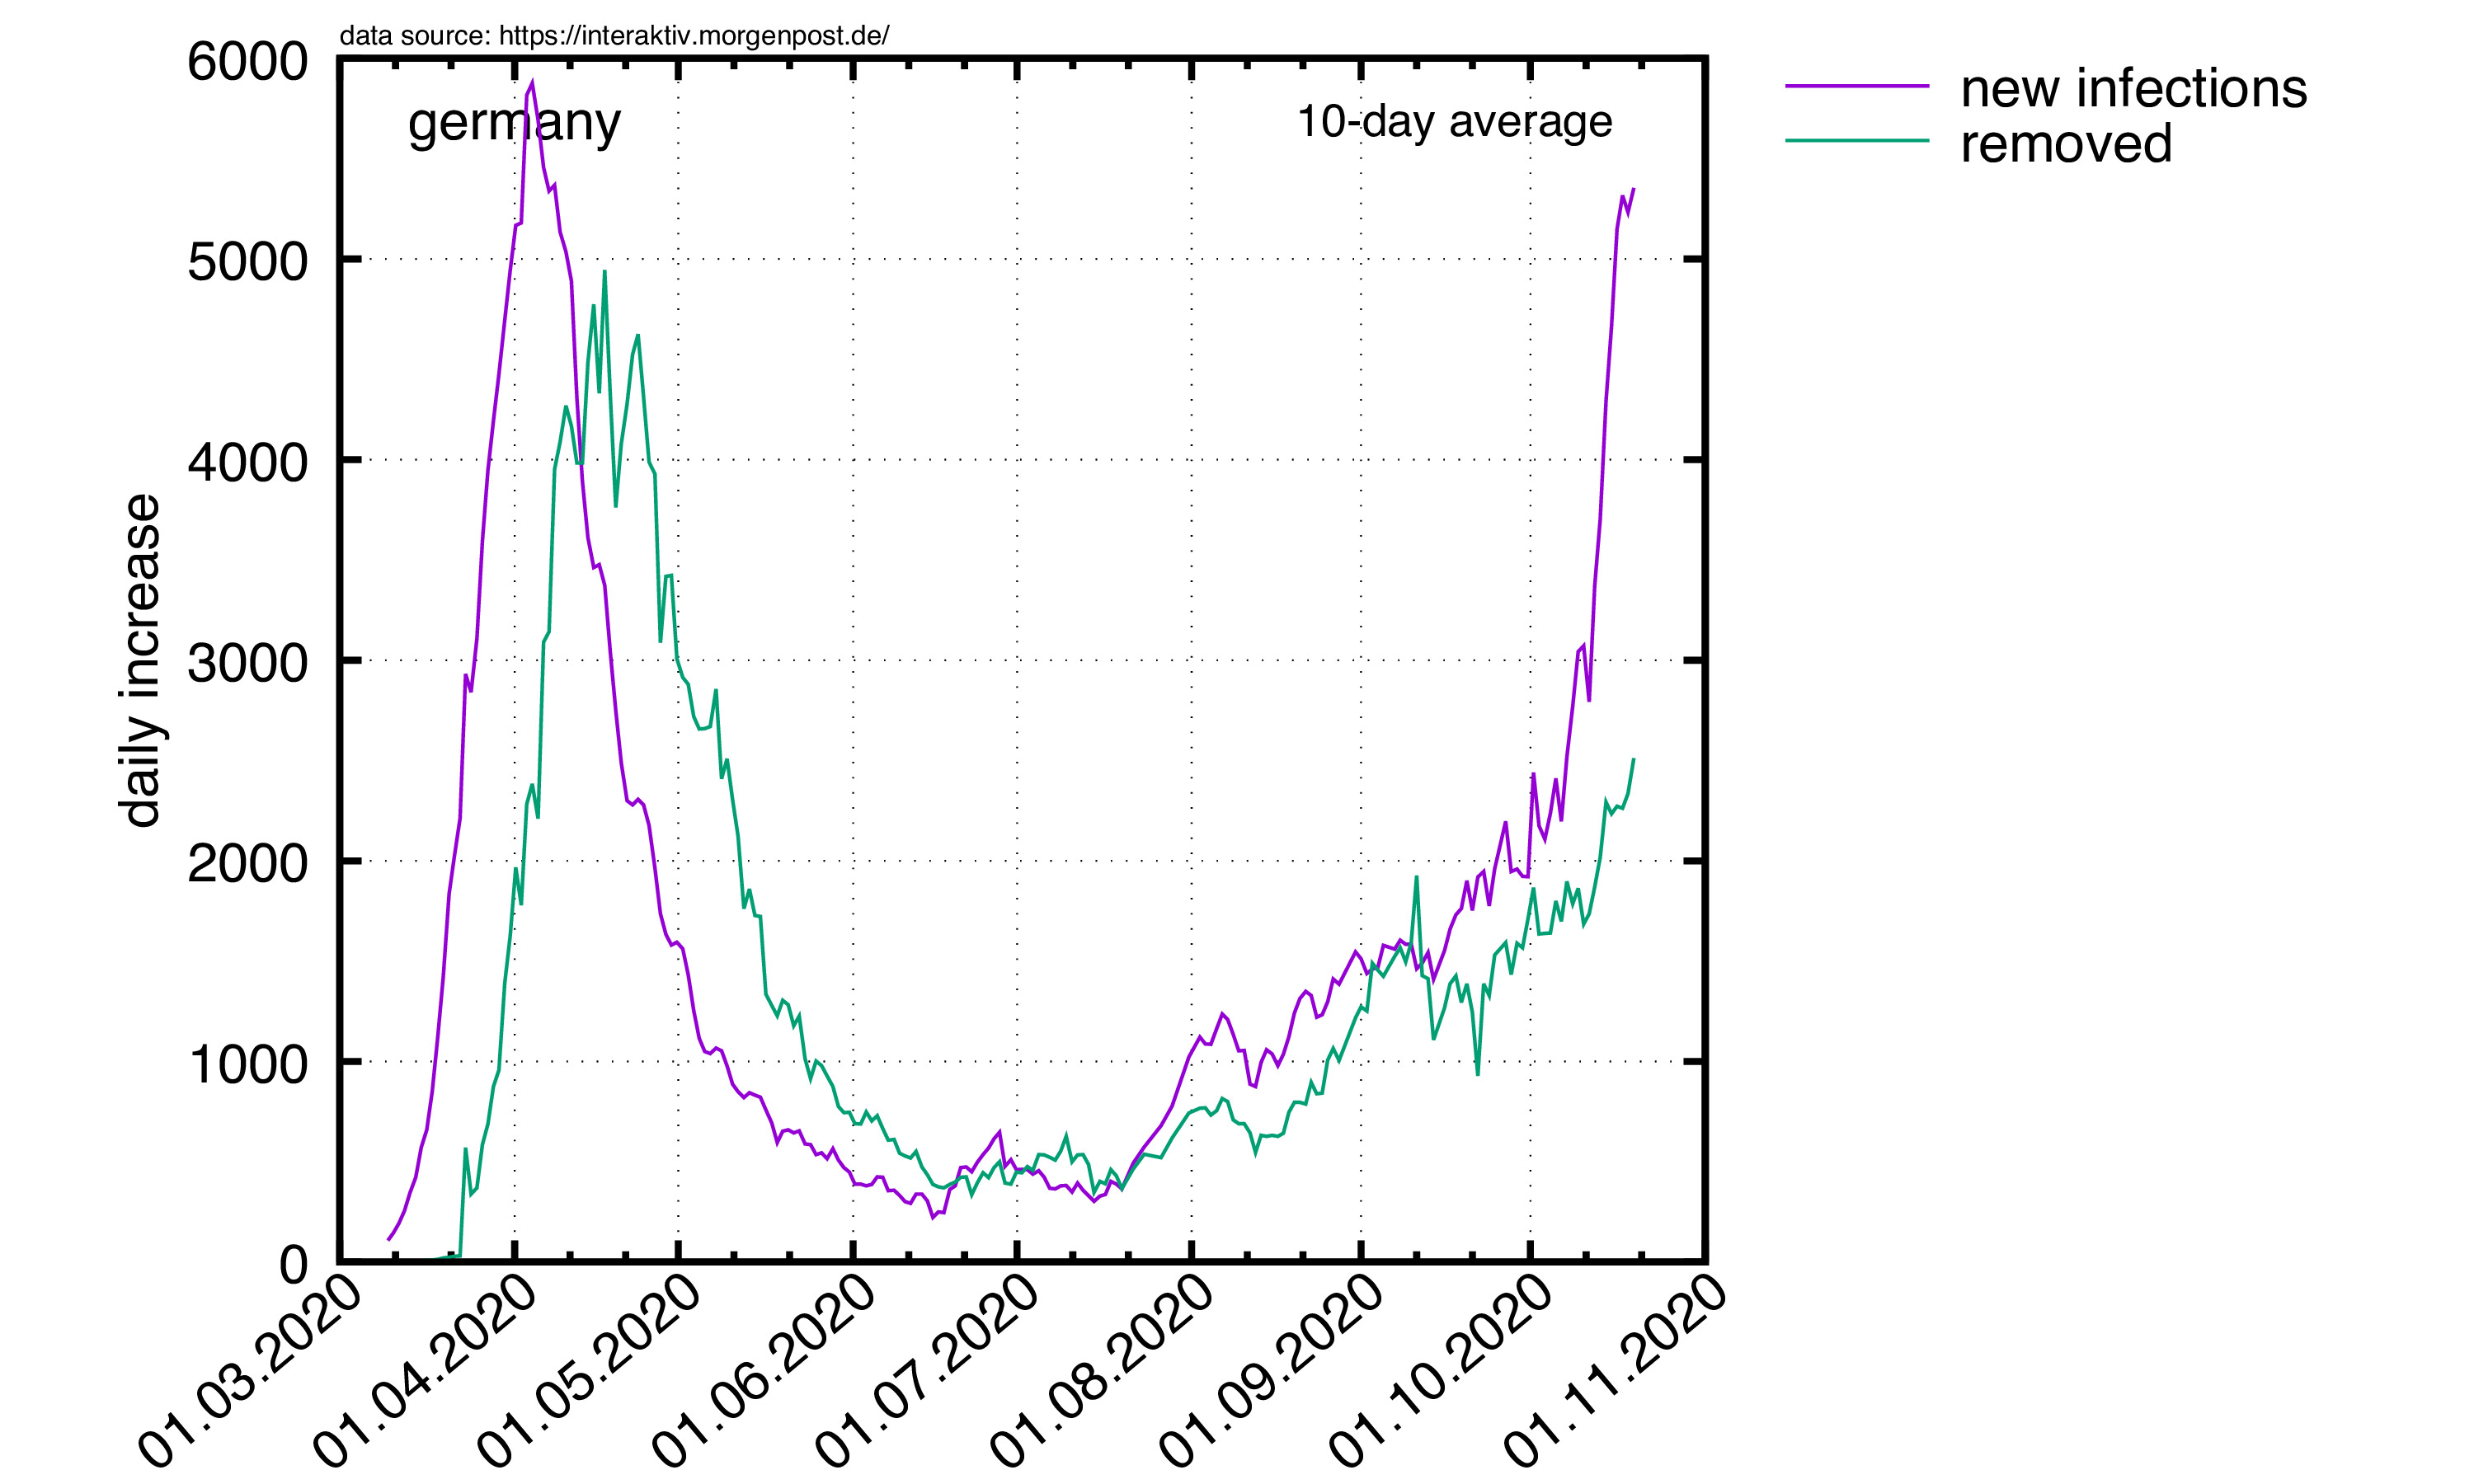 data source: https://interaktiv.morgenpost.de/
germany
10-day average
new infections
removed
daily increase
6000
5000
4000
3000
2000
1000
0
01.03.2020
01.04.2020
01.05.2020
01.06.2020
01.07.2020
01.08.2020
01.09.2020
01.10.2020
01.11.2020